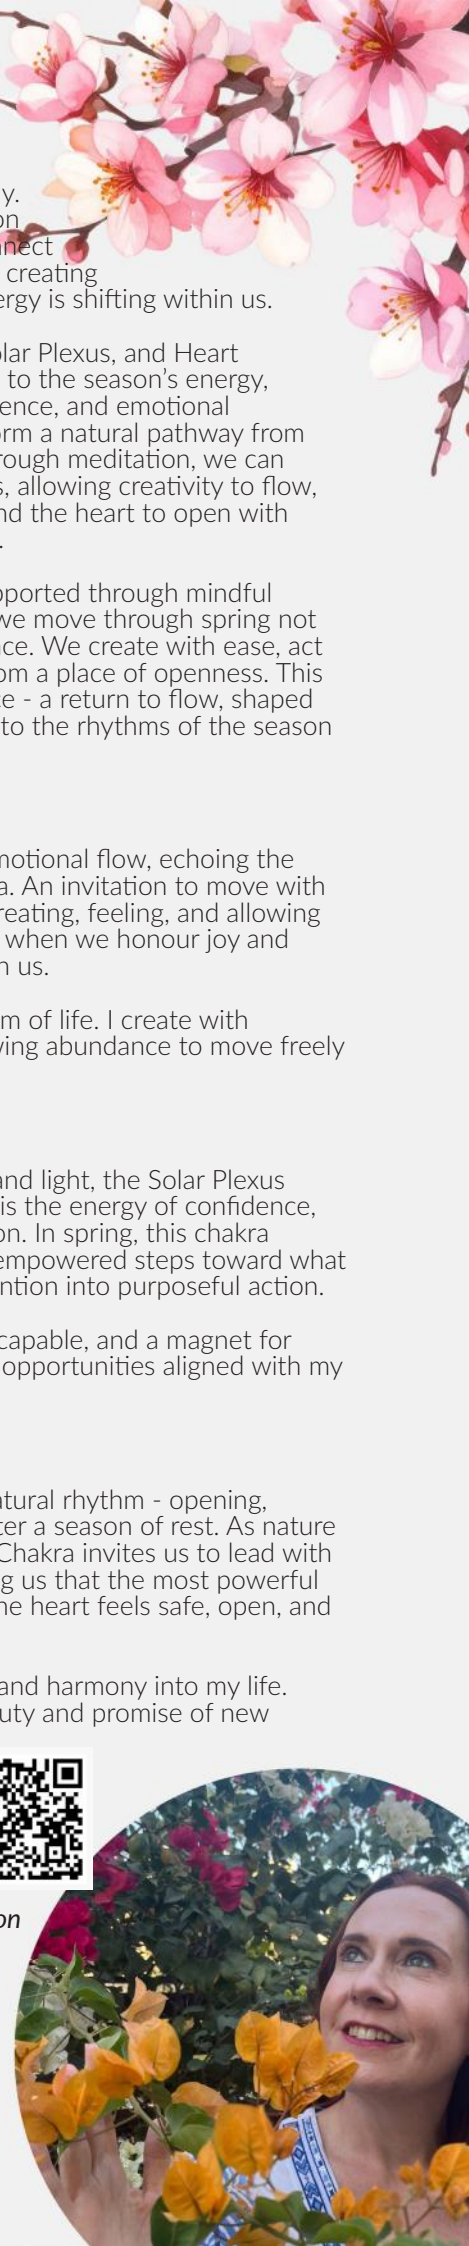 y.
on
nnect
creating
ergy is shifting within us.
olar Plexus, and Heart
to the season's energy,
ence, and emotional
orm a natural pathway from
rough meditation, we can
s, allowing creativity to flow,
nd the heart to open with
.
pported through mindful
we move through spring not
nce. We create with ease, act
om a place of openness. This
ce - a return to flow, shaped
to the rhythms of the season
motional flow, echoing the
a. An invitation to move with
reating, feeling, and allowing
when we honour joy and
n us.
m of life. I create with
wing abundance to move freely
and light, the Solar Plexus
is the energy of confidence,
on. In spring, this chakra
empowered steps toward what
ention into purposeful action.
capable, and a magnet for
opportunities aligned with my
atural rhythm - opening,
ter a season of rest. As nature
Chakra invites us to lead with
g us that the most powerful
he heart feels safe, open, and
and harmony into my life.
uty and promise of new
on